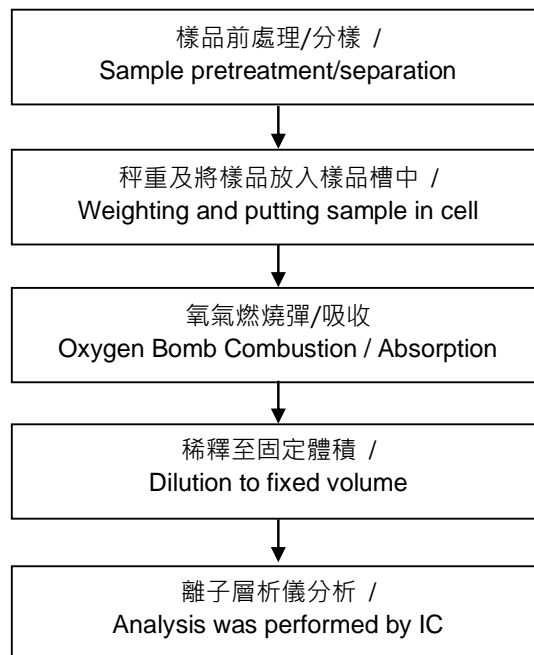 樣品前處理/分樣 /
Sample pretreatment/separation
秤重及將樣品放入樣品槽中 /
Weighting and putting sample in cell
氧氣燃燒彈/吸收
Oxygen Bomb Combustion / Absorption
稀釋至固定體積 /
Dilution to fixed volume
離子層析儀分析 /
Analysis was performed by IC